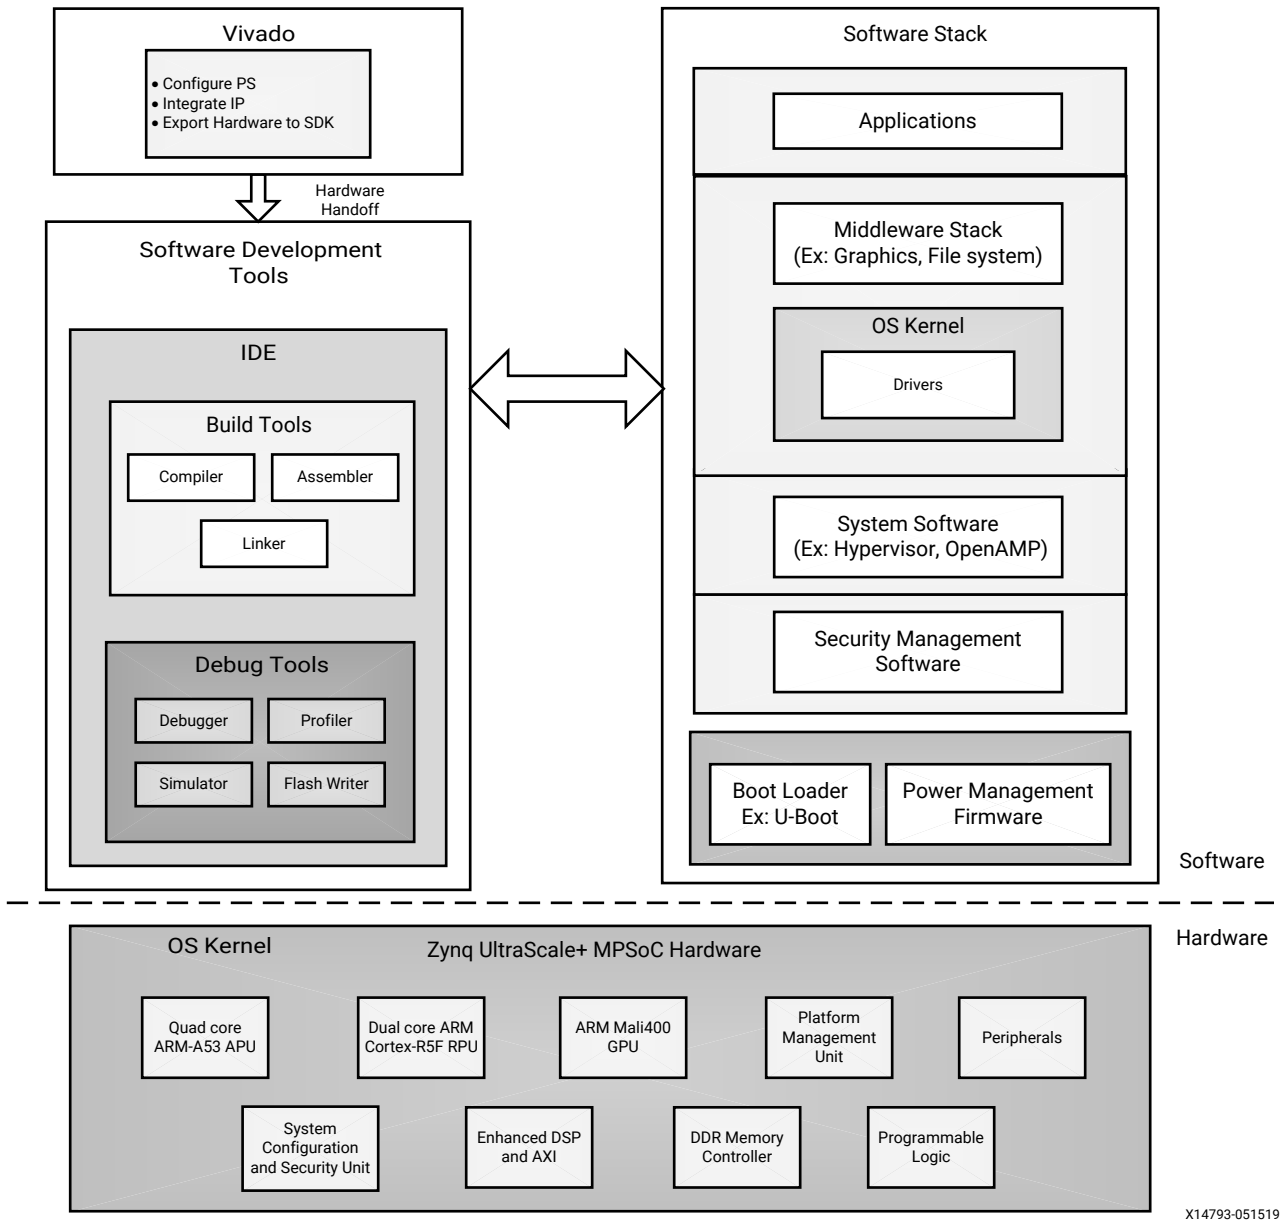 Vivado
• Configure PS
• Integrate IP
• Export Hardware to SDK
Hardware
Handoff
Software Development
Tools
IDE
Build Tools
Compiler
Assembler
Linker
Debug Tools
Debugger
Profiler
Simulator
Flash Writer
Software Stack
Applications
Middleware Stack
(Ex: Graphics, File system)
OS Kernel
Drivers
System Software
(Ex: Hypervisor, OpenAMP)
Security Management
Software
Boot Loader
Ex: U-Boot
Power Management
Firmware
Software
Hardware
OS Kernel
Zynq UltraScale+ MPSoC Hardware
Quad core
ARM-A53 APU
Dual core ARM
Cortex-R5F RPU
ARM Mali400
GPU
Platform
Management
Unit
Peripherals
System
Configuration
and Security Unit
Enhanced DSP
and AXI
DDR Memory
Controller
Programmable
Logic
X14793-051519